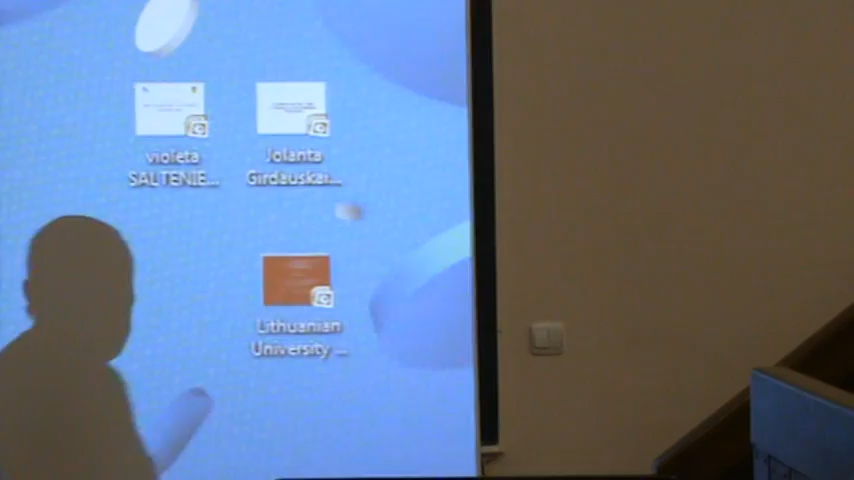 violeta
SALTENIE...
Jolanta
Girdauskai...
Lithuanian
University ...